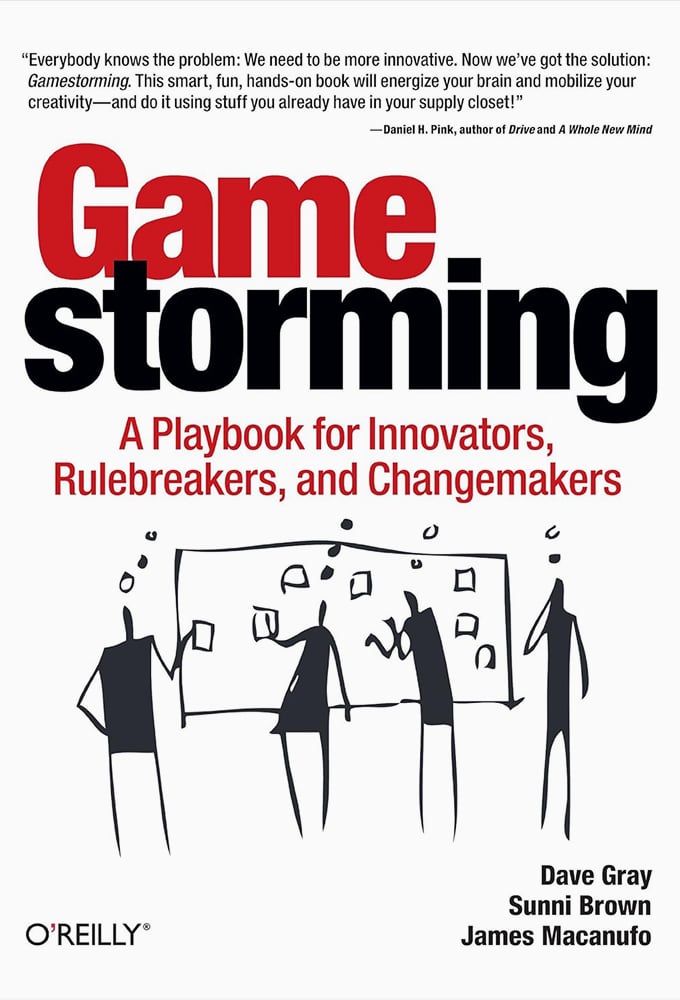 “Everybody knows the problem: We need to be more innovative. Now we’ve got the solution:
Gamestorming. This smart, fun, hands-on book will energize your brain and mobilize your
creativity—and do it using stuff you already have in your supply closet!”
—Daniel H. Pink, author of Drive and A Whole New Mind
Game
storming
A Playbook for Innovators,
Rulebreakers, and Changemakers
Dave Gray
Sunni Brown
James Macanufo
O’REILLY®